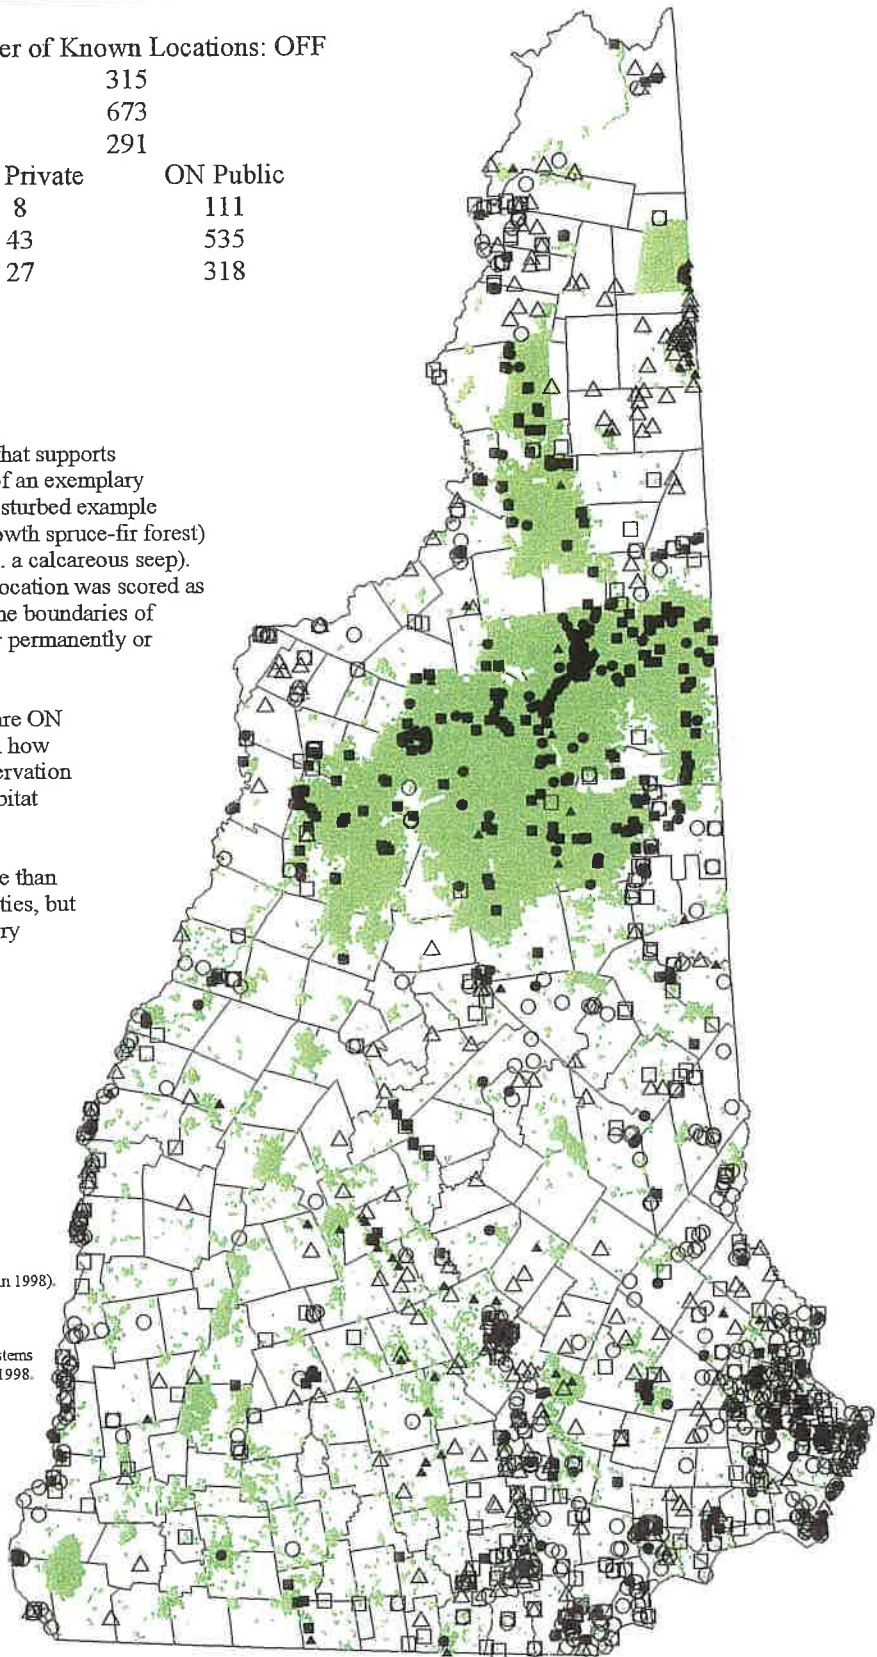 er of Known Locations: OFF
315
673
291
Private ON Public
8 111
43 535
27 318
hat supports
of an exemplary
sturbed example
owth spruce-fir forest)
. a calcareous seep).
ocation was scored as
he boundaries of
r permanently or
are ON
n how
ervation
bitat
e than
ties, but
ry
n 1998).
stems
1998.